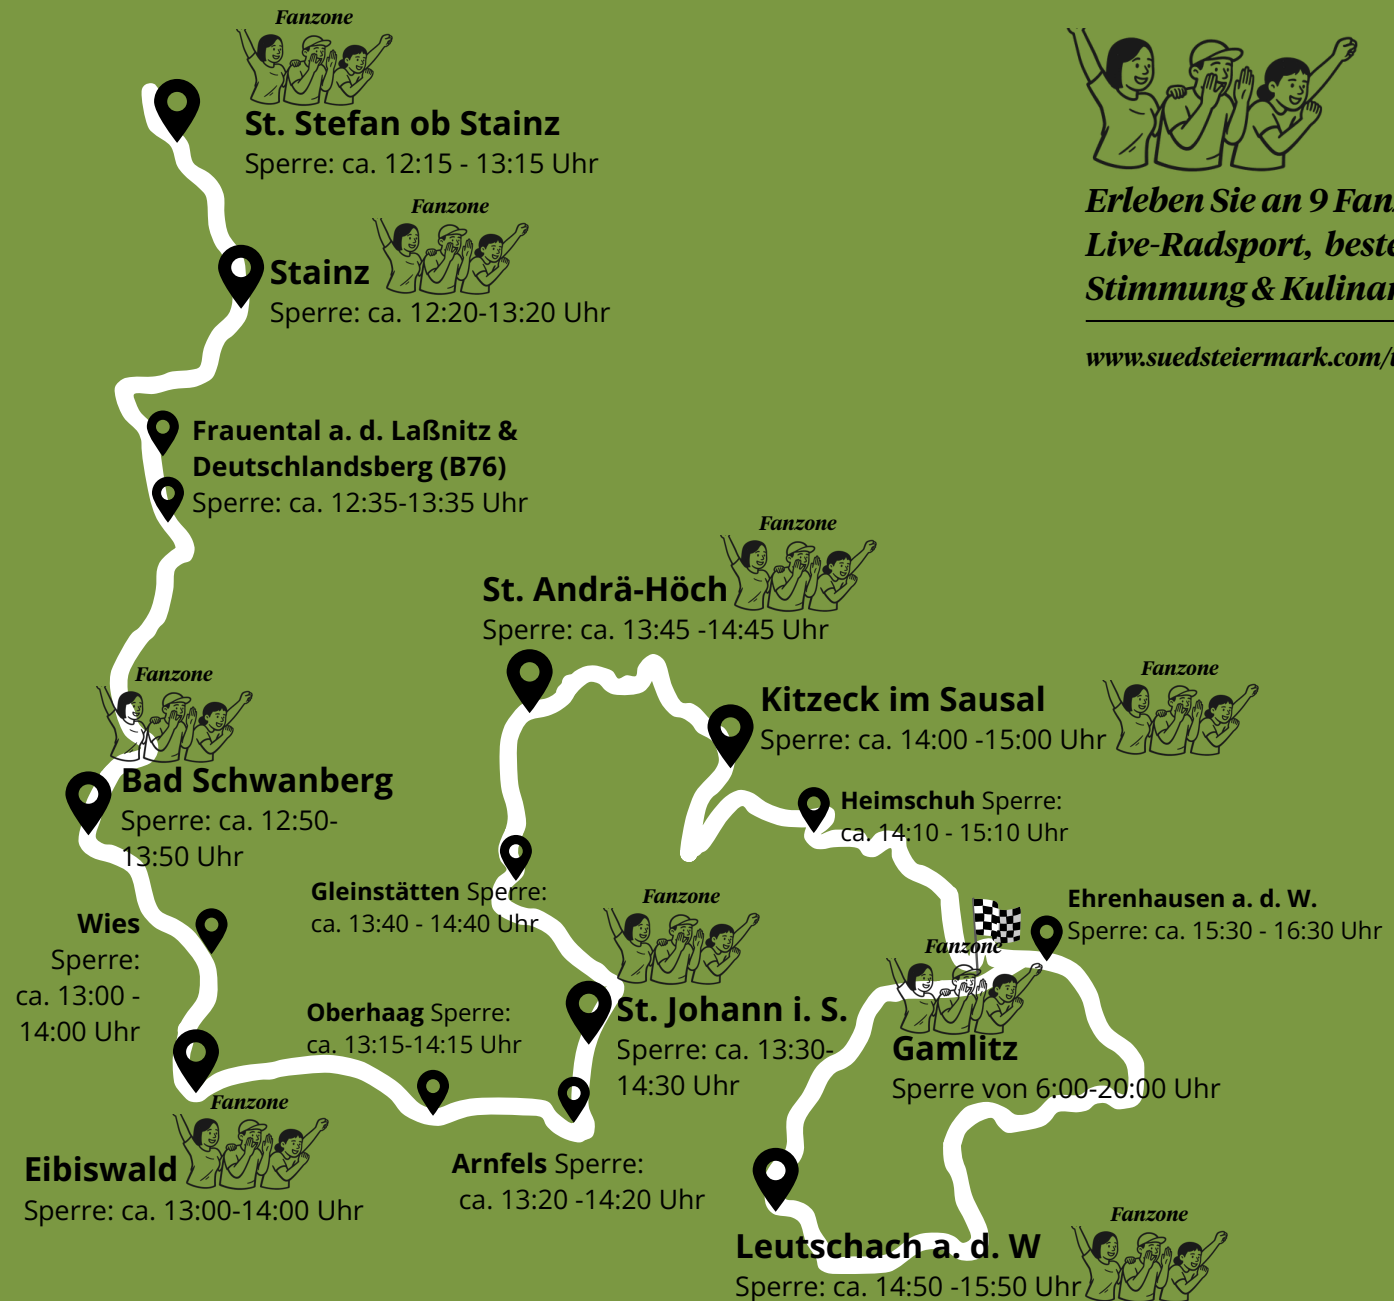 Fanzone
St. Stefan ob Stainz
Sperre: ca. 12:15 - 13:15 Uhr
Fanzone
Stainz
Sperre: ca. 12:20-13:20 Uhr
Erleben Sie an 9
Live-Radsport,
Stimmung &
Frauental a. d. Laßnitz &
Deutschlandsberg (B76)
Sperre: ca. 12:35-13:35 Uhr
Fanzone
St. Andrä-Höch
Sperre: ca. 13:45 -14:45 Uhr
Fanzone
Kitzeck im Sausal
Sperre: ca. 14:00 -15:00 Uhr
Fanzone
Bad Schwanberg
Sperre: ca. 12:50-
13:50 Uhr
Heimschuh Sperre:
ca. 14:10 - 15:10 Uhr
Gleinstätten Sperre:
ca. 13:40 - 14:40 Uhr
Wies
Sperre:
ca. 13:00 -
14:00 Uhr
Fanzone
St. Johann i. S.
Sperre: ca. 13:30-
14:30 Uhr
Ehrenhausen a. d. W.
Sperre: ca. 15:30 - 16:30 Uhr
Fanzone
Gamlitz
Sperre von 6:00-20:00 Uhr
Oberhaag Sperre:
ca. 13:15-14:15 Uhr
Fanzone
Eibiswald
Sperre: ca. 13:00-14:00 Uhr
Arnfels Sperre:
ca. 13:20 -14:20 Uhr
Fanzone
Leutschach a. d. W
Sperre: ca. 14:50 -15:50 Uhr